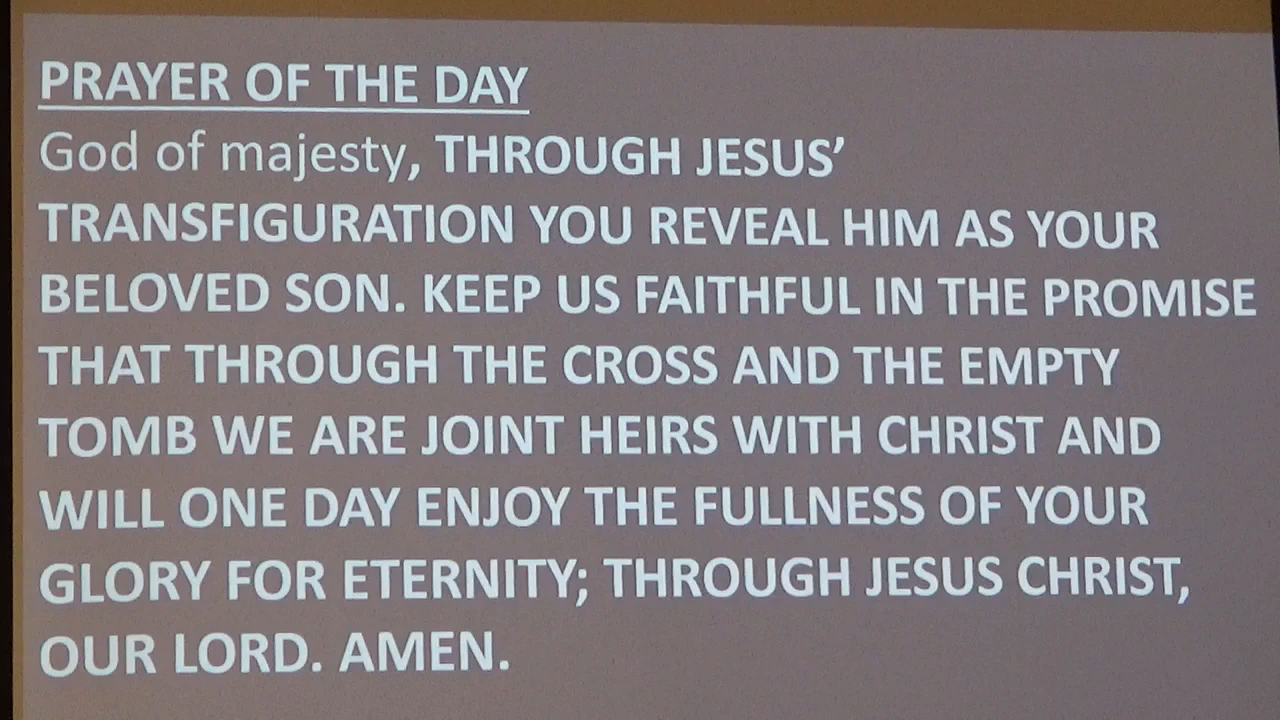 PRAYER OF THE DAY
God of majesty, THROUGH JESUS’
TRANSFIGURATION YOU REVEAL HIM AS YOUR
BELOVED SON. KEEP US FAITHFUL IN THE PROMISE
THAT THROUGH THE CROSS AND THE EMPTY
TOMB WE ARE JOINT HEIRS WITH CHRIST AND
WILL ONE DAY ENJOY THE FULLNESS OF YOUR
GLORY FOR ETERNITY; THROUGH JESUS CHRIST,
OUR LORD. AMEN.